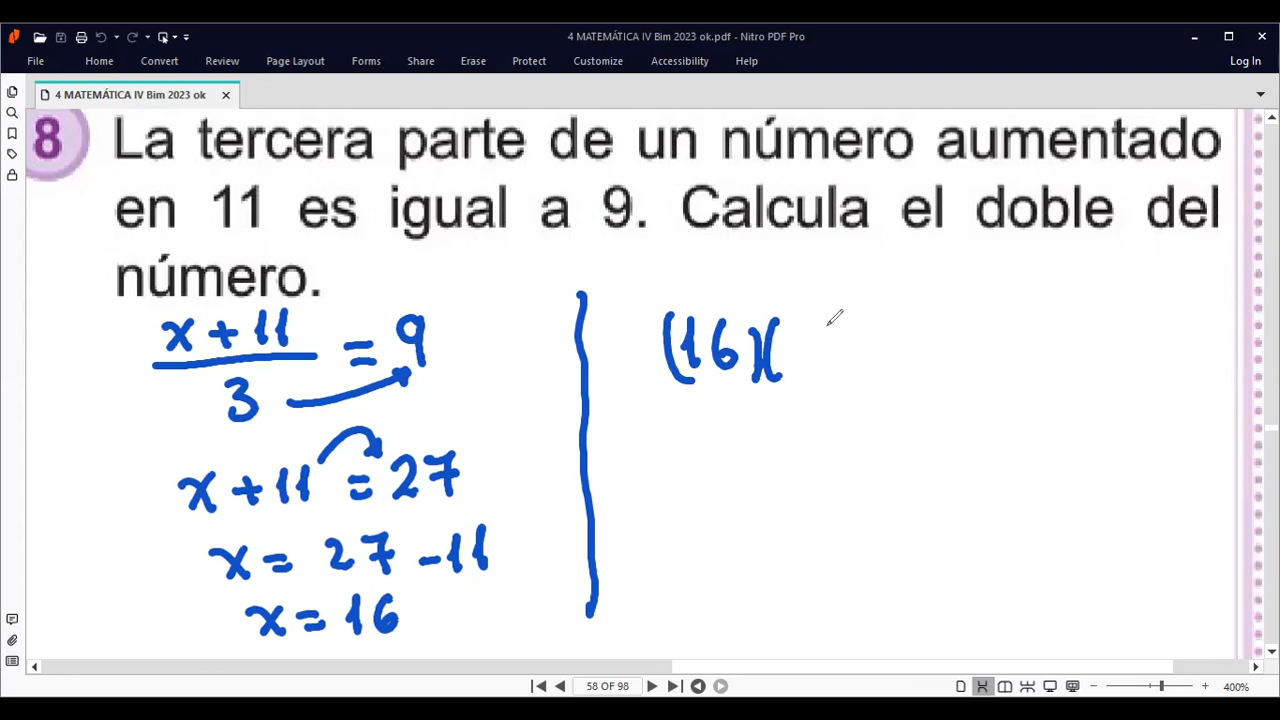 4 MATEMÁTICA IV Bim 2023 ok.pdf - Nitro PDF Pro
File Home Convert Review Page Layout Forms Share Erase Protect Customize Accessibility Help Log In
4 MATEMÁTICA IV Bim 2023 ok
8 La tercera parte de un número aumentado
en 11 es igual a 9. Calcula el doble del
número.
x + 11
= 9
3
x + 11 = 27
x = 27 - 11
x = 16
(16)(
58 OF 98
400%